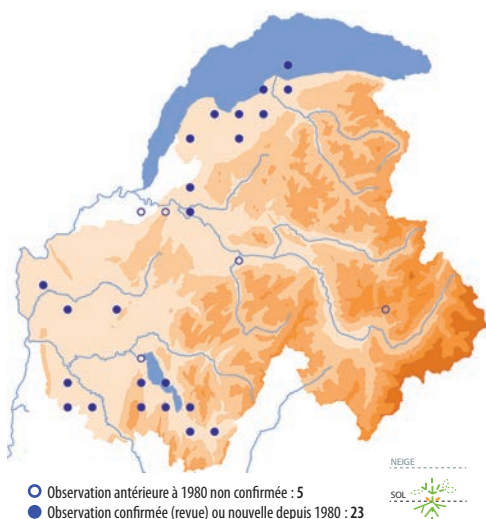 NEIGE
SOL
Observation antérieure à 1980 non confirmée : 5
Observation confirmée (revue) ou nouvelle depuis 1980 : 23